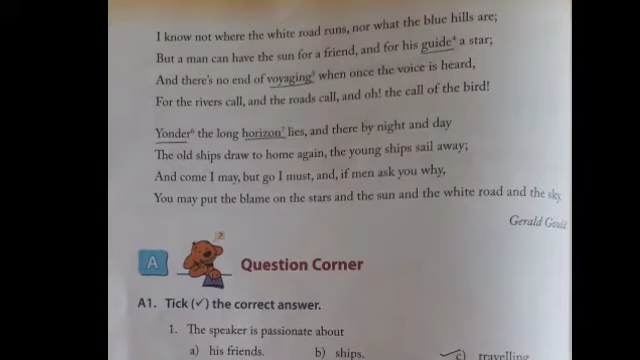 I know not where the white road runs, nor what the blue hills are;
But a man can have the sun for a friend, and for his guide⁴ a star;
And there's no end of voyaging⁵ when once the voice is heard,
For the rivers call, and the roads call, and oh! the call of the bird!
Yonder⁶ the long horizon⁷ lies, and there by night and day
The old ships draw to home again, the young ships sail away;
And come I may, but go I must, and, if men ask you why,
You may put the blame on the stars and the sun and the white road and the sky.
Gerald Gould
?
A Question Corner
A1. Tick (✓) the correct answer.
1. The speaker is passionate about
a) his friends. b) ships. c) travelling